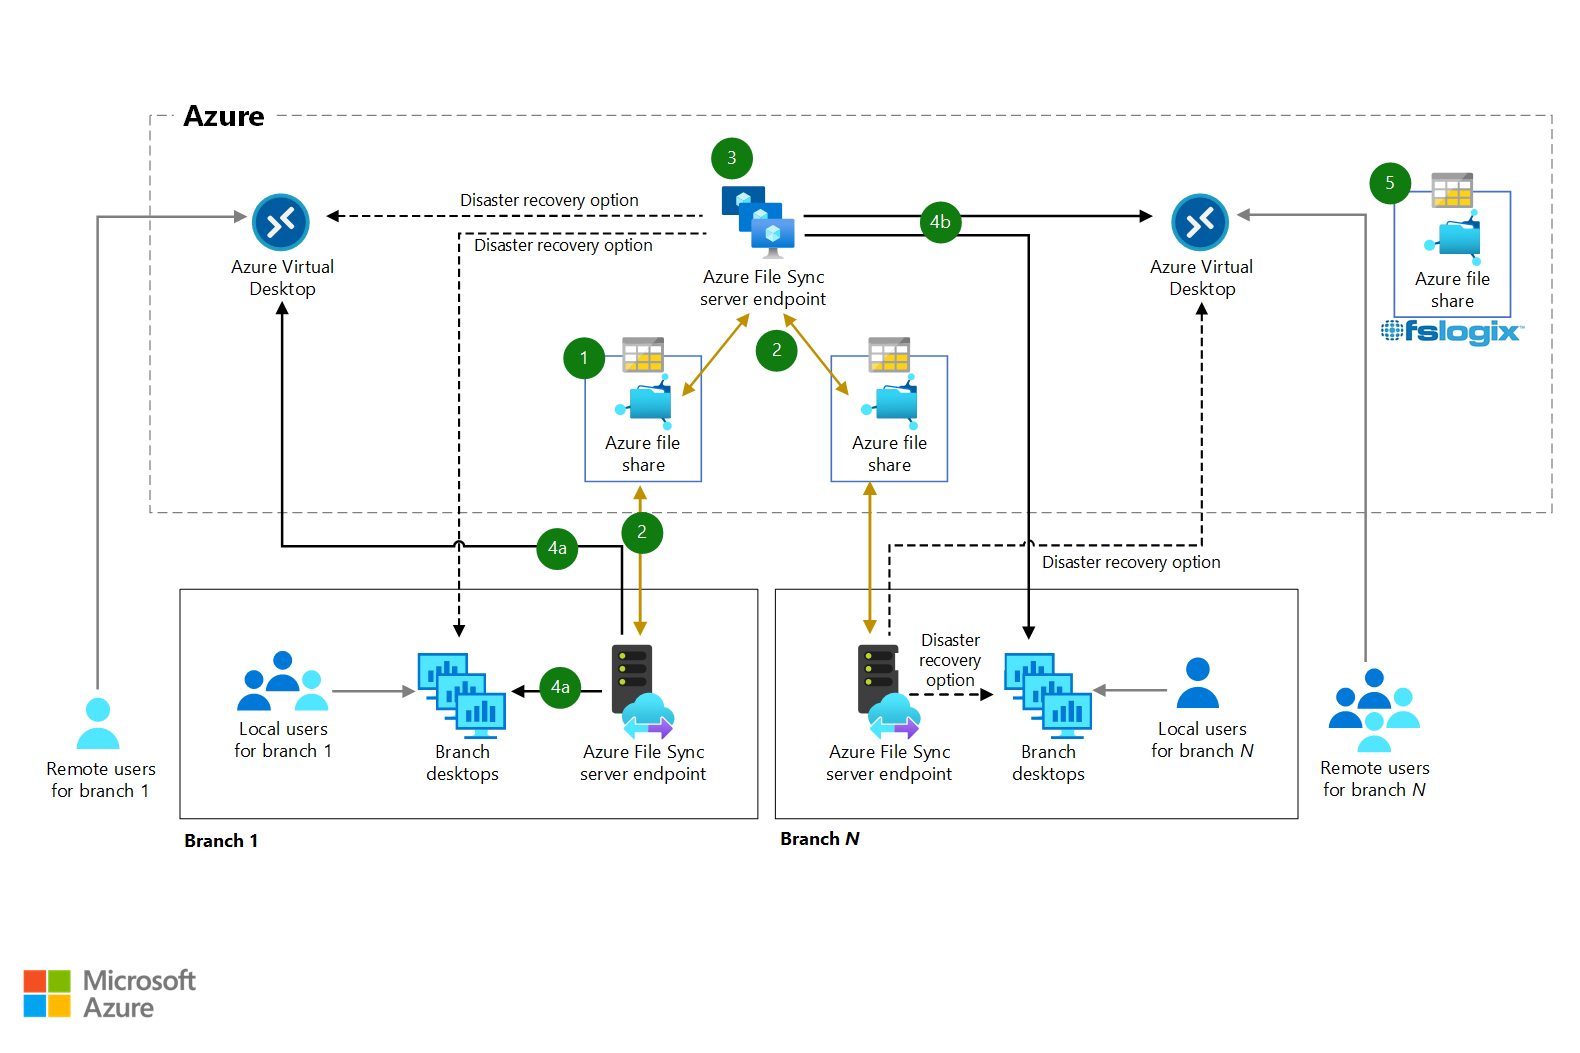 Azure
3
5
Disaster recovery option
4b
Disaster recovery option
Azure Virtual
Desktop
Azure File Sync
server endpoint
Azure Virtual
Desktop
Azure file
share
fslogix™
1
2
Azure file
share
Azure file
share
2
4a
Disaster recovery option
Disaster
recovery
option
4a
Local users
for branch 1
Branch
desktops
Azure File Sync
server endpoint
Azure File Sync
server endpoint
Branch
desktops
Local users
for branch N
Remote users
for branch 1
Remote users
for branch N
Branch 1
Branch N
Microsoft
Azure